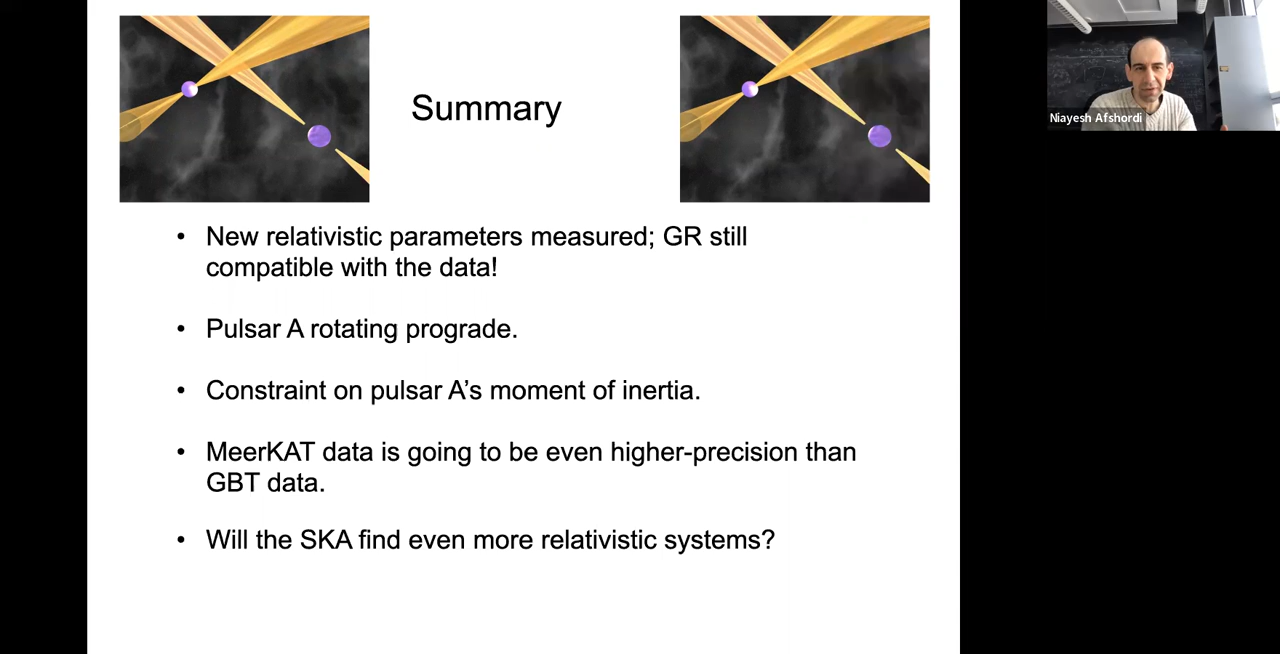 Summary
• New relativistic parameters measured; GR still
compatible with the data!
• Pulsar A rotating prograde.
• Constraint on pulsar A’s moment of inertia.
• MeerKAT data is going to be even higher-precision than
GBT data.
• Will the SKA find even more relativistic systems?
Niayesh Afshordi